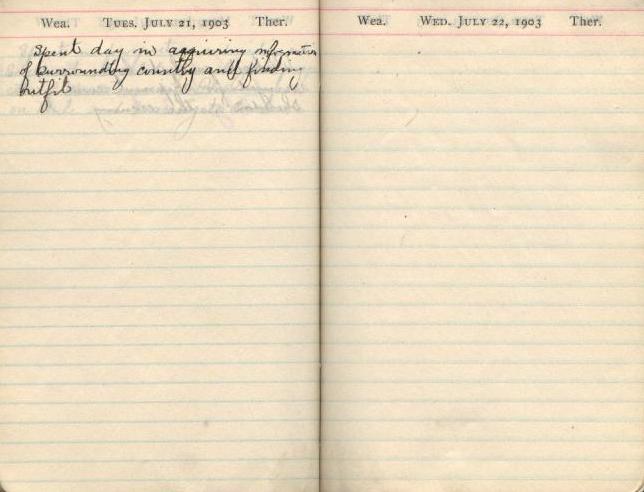 Wea. TUES. JULY 21, 1903 Ther.
Spent day in acquiring information
of surrounding country and finding
outfit
Wea. WED. JULY 22, 1903 Ther.